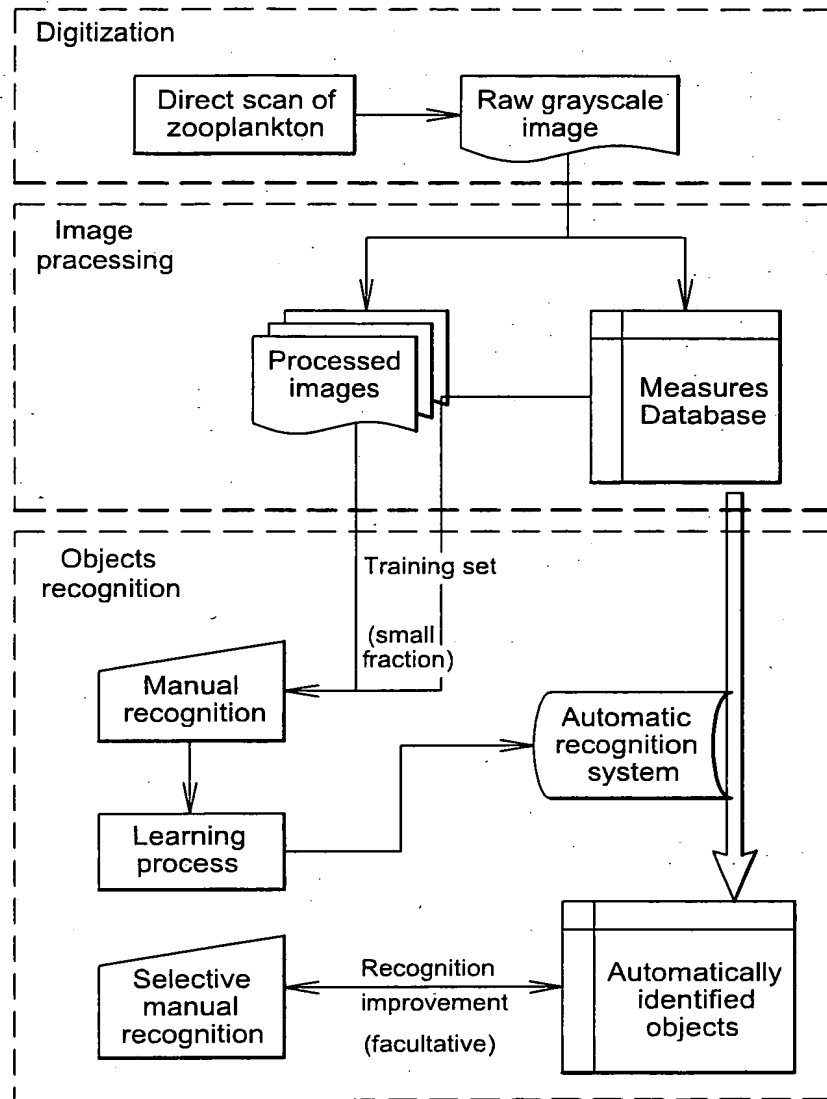 Digitization
Direct scan of
zooplankton
Raw grayscale
image
Image
pracessing
Processed
images
Measures
Database
Objects
recognition
Training set
(small
fraction)
Manual
recognition
Automatic
recognition
system
Learning
process
Selective
manual
recognition
Recognition
improvement
(facultative)
Automatically
identified
objects